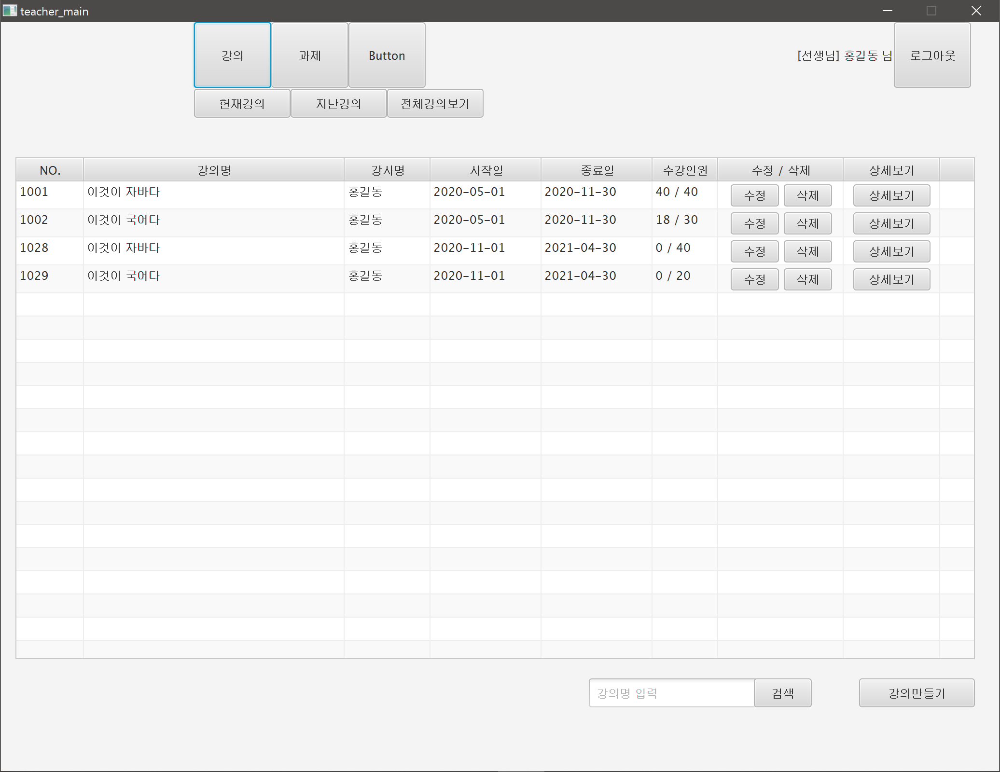 teacher_main
강의 과제 Button [선생님] 홍길동 님 로그아웃
현재강의 지난강의 전체강의보기
NO. 강의명 강사명 시작일 종료일 수강인원 수정 / 삭제 상세보기
1001 이것이 자바다 홍길동 2020-05-01 2020-11-30 40 / 40 수정 삭제 상세보기
1002 이것이 국어다 홍길동 2020-05-01 2020-11-30 18 / 30 수정 삭제 상세보기
1028 이것이 자바다 홍길동 2020-11-01 2021-04-30 0 / 40 수정 삭제 상세보기
1029 이것이 국어다 홍길동 2020-11-01 2021-04-30 0 / 20 수정 삭제 상세보기
강의명 입력 검색 강의만들기